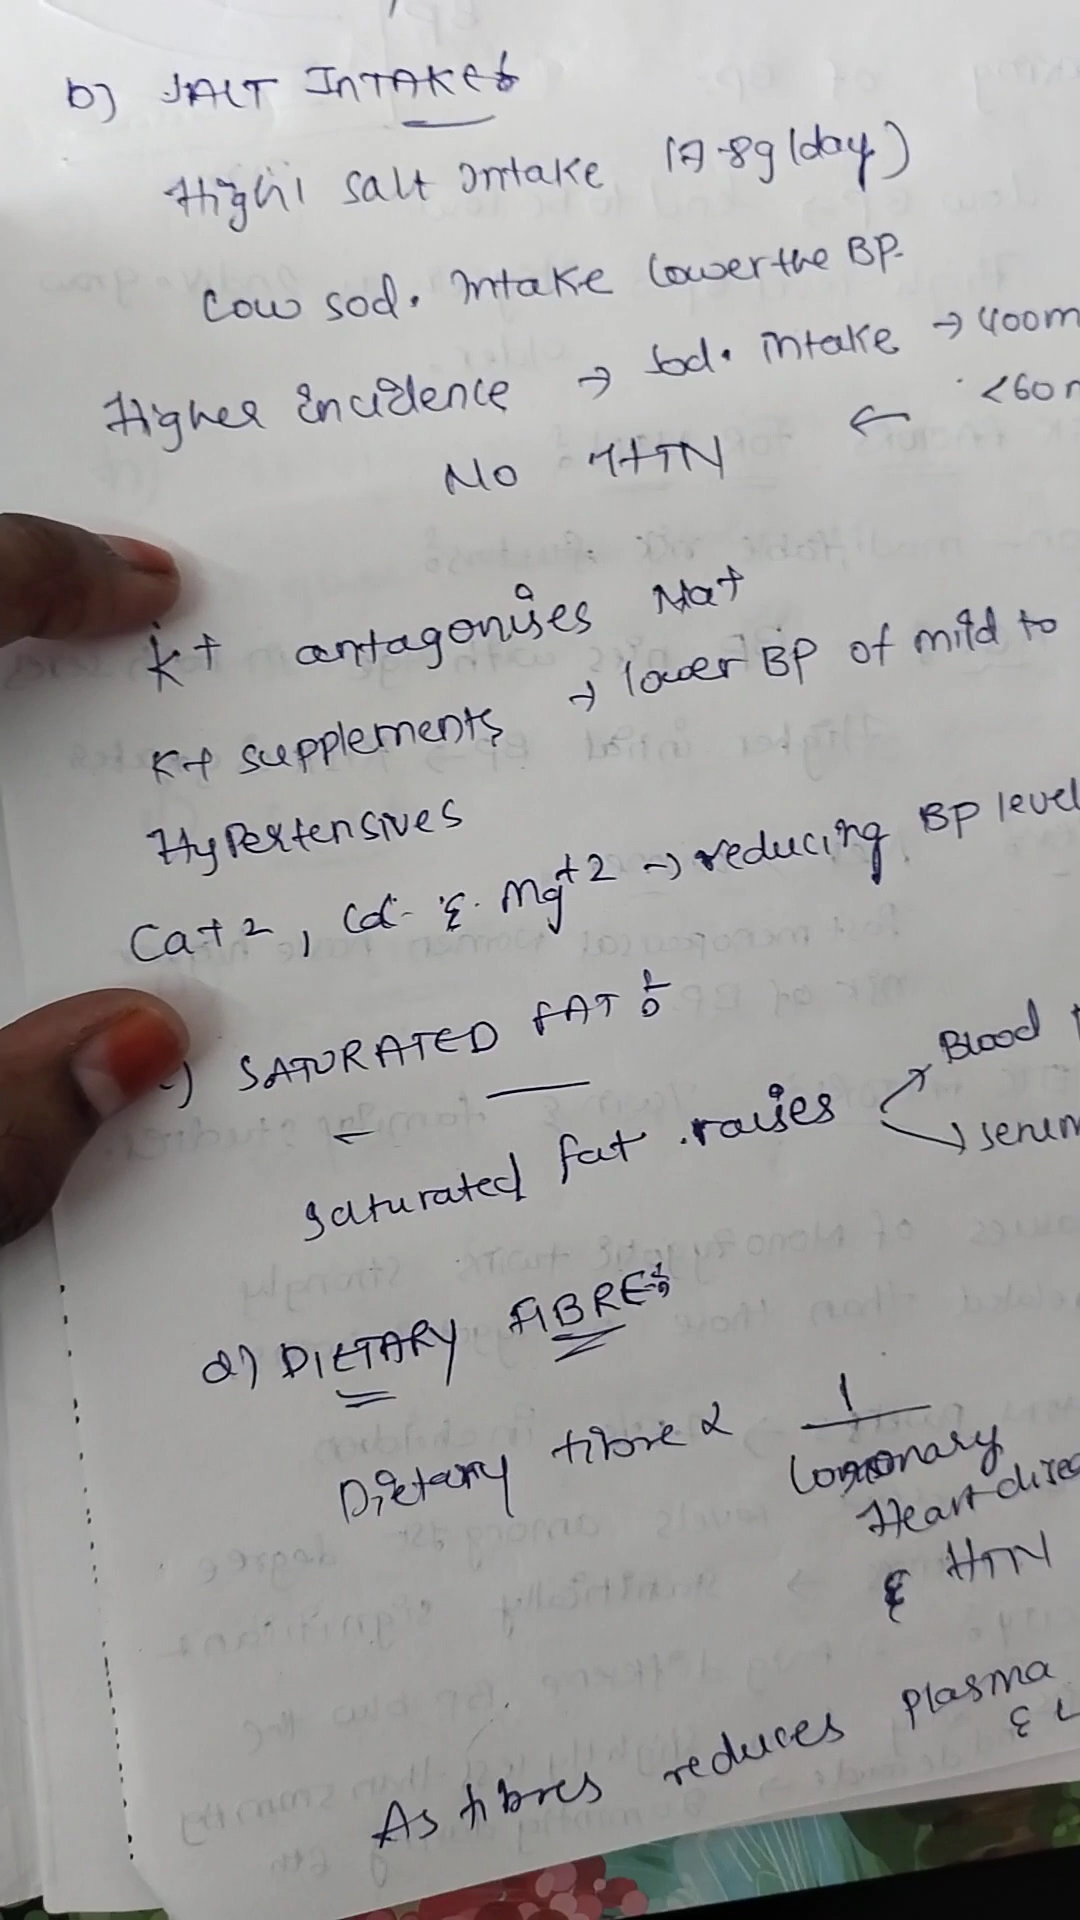 b) SALT INTAKE:
High salt Intake (7-8g/day)
Low sod. Intake lower the BP.
Higher incidence → sod. intake → 400m
<60
No HTN ←
K+ antagonises Na+
K+ supplements → lower BP of mild to
Hypertensives
Ca+2, Cd- & Mg+2 → reducing BP level
c) SATURATED FAT:
saturated fat raises Blood
serum
d) DIETARY FIBRE:
Dietary fibre α 1
Coronary
Heart disea
& HTN
As fibres reduces Plasma
&